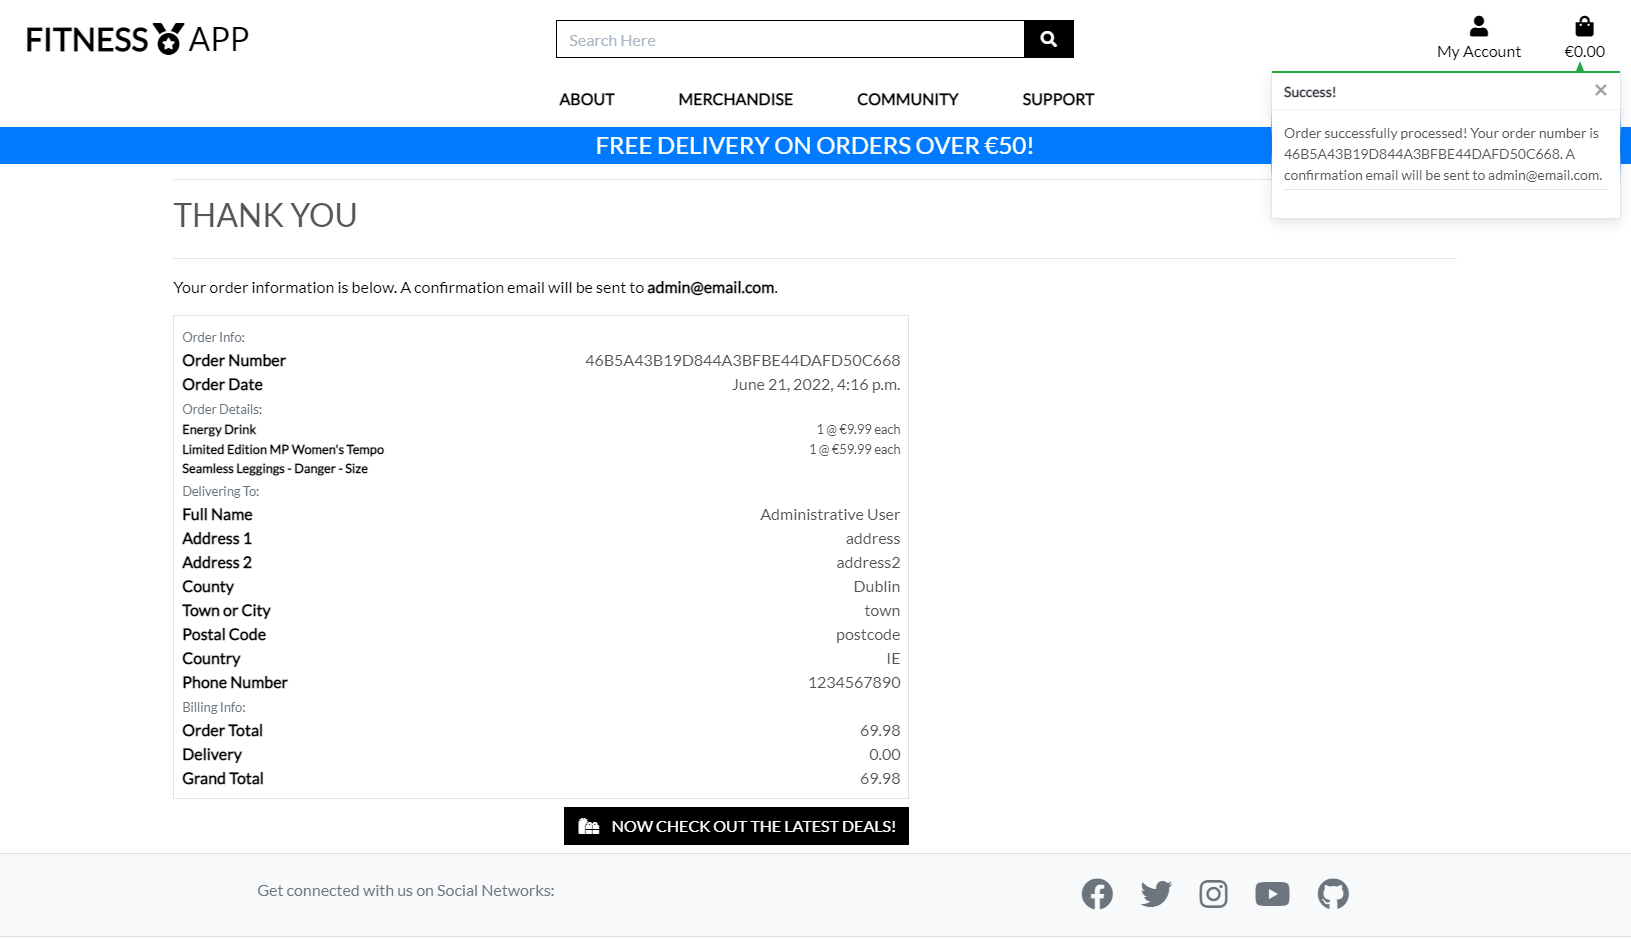 FITNESS APP
Search Here
My Account
€0.00
ABOUT MERCHANDISE COMMUNITY SUPPORT
Success!
Order successfully processed! Your order number is
46B5A43B19D844A3BFBE44DAFD50C668. A
confirmation email will be sent to admin@email.com.
FREE DELIVERY ON ORDERS OVER €50!
THANK YOU
Your order information is below. A confirmation email will be sent to admin@email.com.
Order Info:
Order Number 46B5A43B19D844A3BFBE44DAFD50C668
Order Date June 21, 2022, 4:16 p.m.
Order Details:
Energy Drink 1 @ €9.99 each
Limited Edition MP Women's Tempo 1 @ €59.99 each
Seamless Leggings - Danger - Size
Delivering To:
Full Name Administrative User
Address 1 address
Address 2 address2
County Dublin
Town or City town
Postal Code postcode
Country IE
Phone Number 1234567890
Billing Info:
Order Total 69.98
Delivery 0.00
Grand Total 69.98
NOW CHECK OUT THE LATEST DEALS!
Get connected with us on Social Networks: